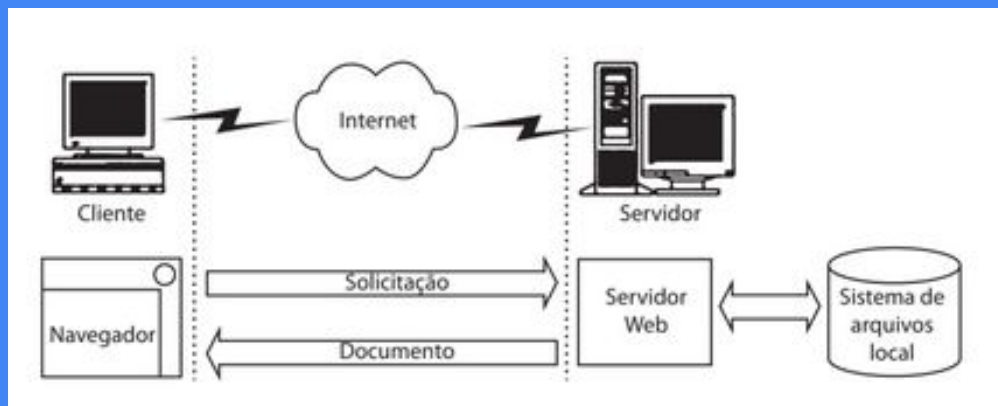 Internet
Cliente
Servidor
Navegador
Solicitação
Documento
Servidor
Web
Sistema de
arquivos
local